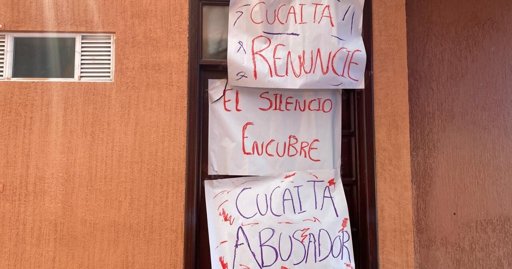 CUCAITA
RENUNCIE
EL SILENCIO
ENCUBRE
CUCAITA
ABUSADOR